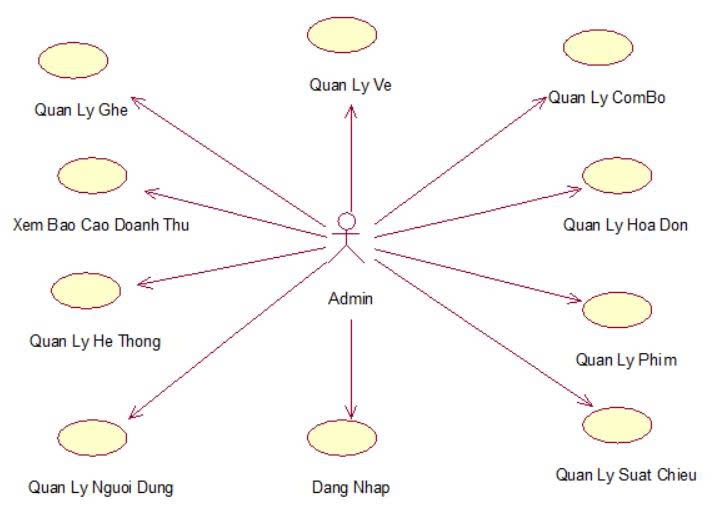 Quan Ly Ve
Quan Ly ComBo
Quan Ly Ghe
Xem Bao Cao Doanh Thu
Quan Ly Hoa Don
Admin
Quan Ly He Thong
Quan Ly Phim
Quan Ly Nguoi Dung
Dang Nhap
Quan Ly Suat Chieu